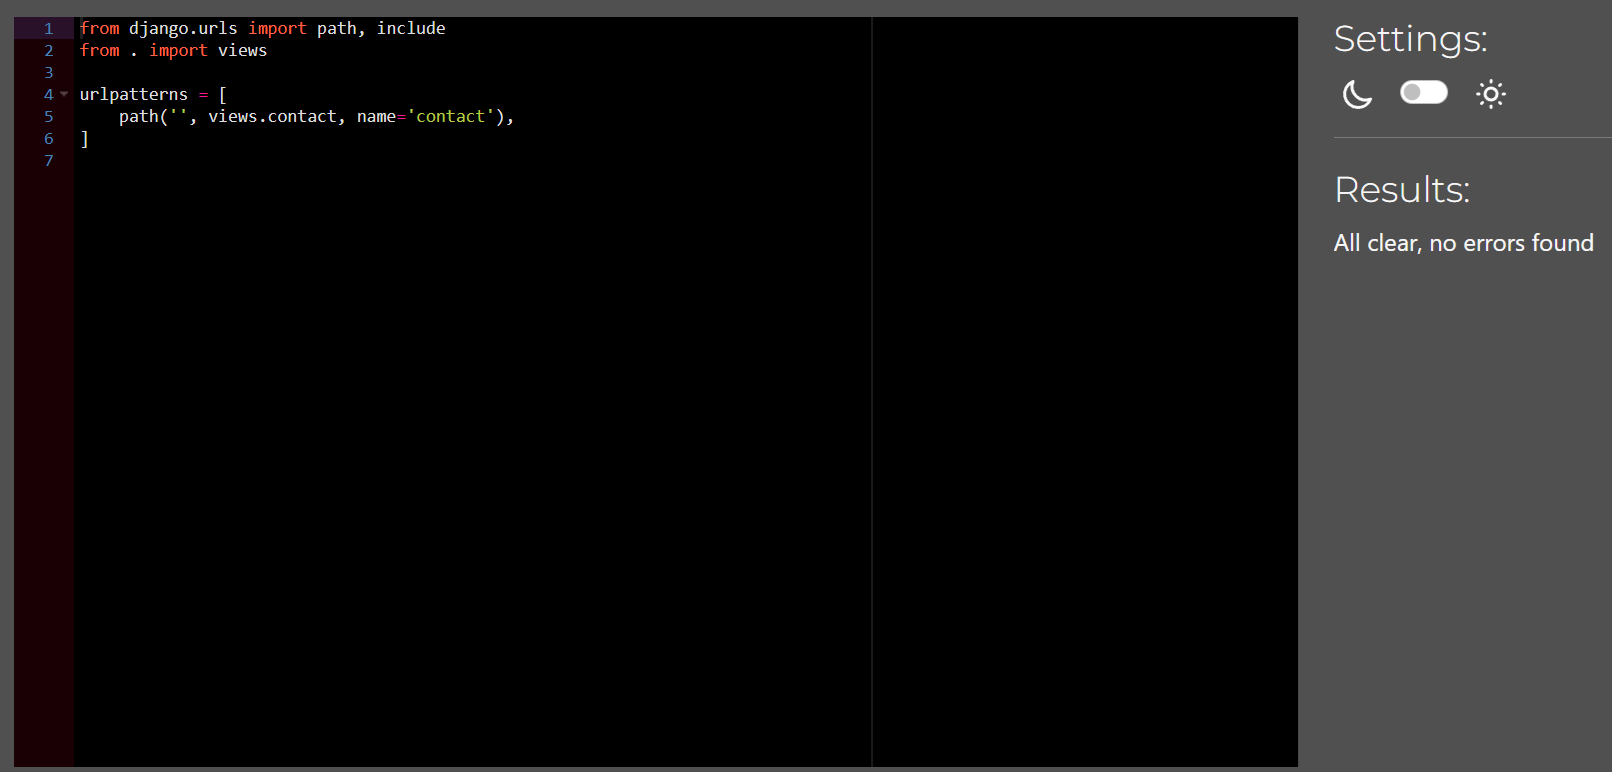 1 from django.urls import path, include
2 from . import views
3
4 urlpatterns = [
5     path('', views.contact, name='contact'),
6 ]
7
Settings:
Results:
All clear, no errors found